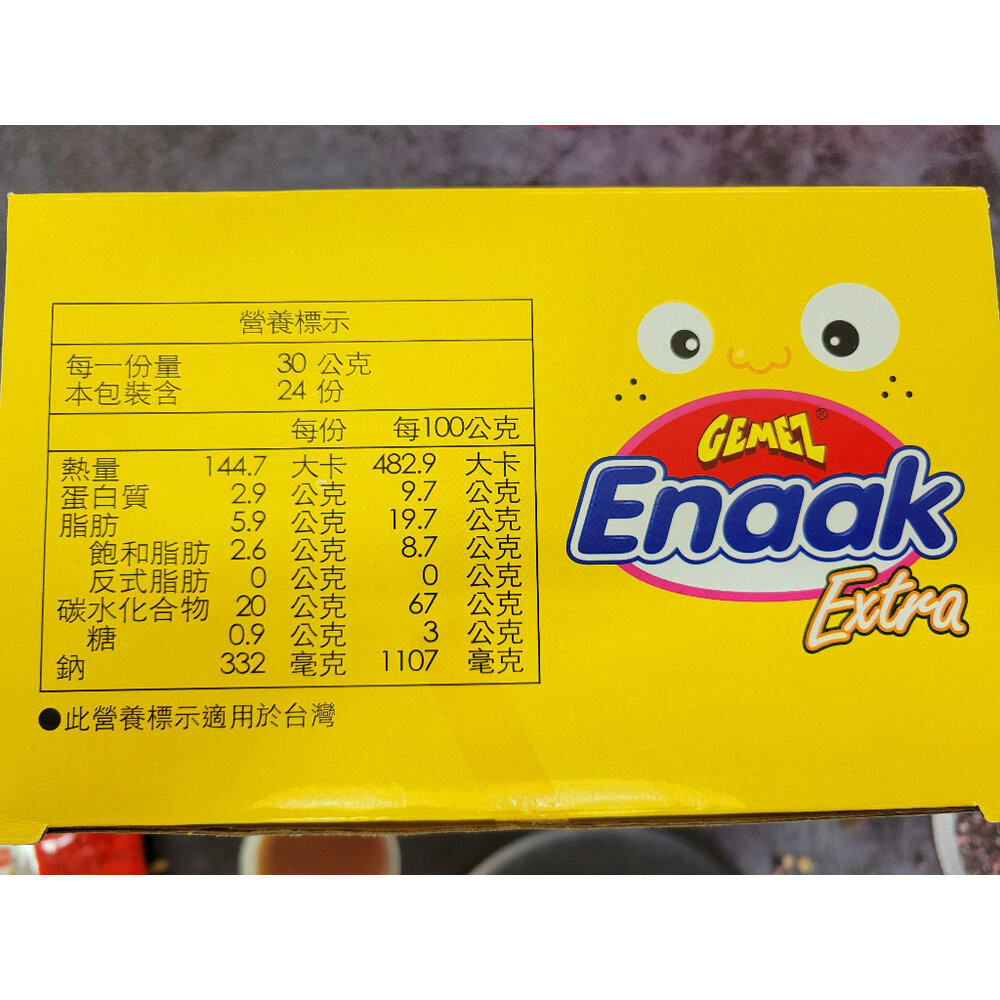 營養標示
每一份量 30 公克
本包裝含 24 份
每份 每100公克
熱量 144.7 大卡 482.9 大卡
蛋白質 2.9 公克 9.7 公克
脂肪 5.9 公克 19.7 公克
飽和脂肪 2.6 公克 8.7 公克
反式脂肪 0 公克 0 公克
碳水化合物 20 公克 67 公克
糖 0.9 公克 3 公克
鈉 332 毫克 1107 毫克
●此營養標示適用於台灣
GEMEZ®
Enaak
Extra